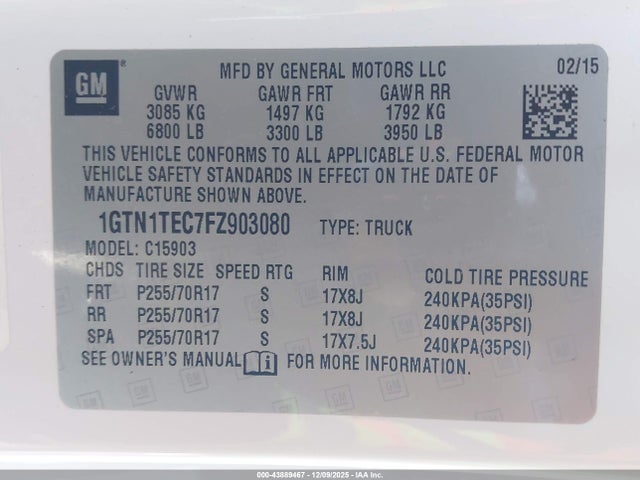 GM
MFD BY GENERAL MOTORS LLC 02/15
GVWR GAWR FRT GAWR RR
3085 KG 1497 KG 1792 KG
6800 LB 3300 LB 3950 LB
THIS VEHICLE CONFORMS TO ALL APPLICABLE U.S. FEDERAL MOTOR
VEHICLE SAFETY STANDARDS IN EFFECT ON THE DATE OF
MANUFACTURE SHOWN ABOVE.
1GTN1TEC7FZ903080 TYPE: TRUCK
MODEL: C15903
CHDS TIRE SIZE SPEED RTG RIM COLD TIRE PRESSURE
FRT P255/70R17 S 17X8J 240KPA(35PSI)
RR P255/70R17 S 17X8J 240KPA(35PSI)
SPA P255/70R17 S 17X7.5J 240KPA(35PSI)
SEE OWNER'S MANUAL FOR MORE INFORMATION.
000-43889467 - 12/09/2025 - IAA Inc.